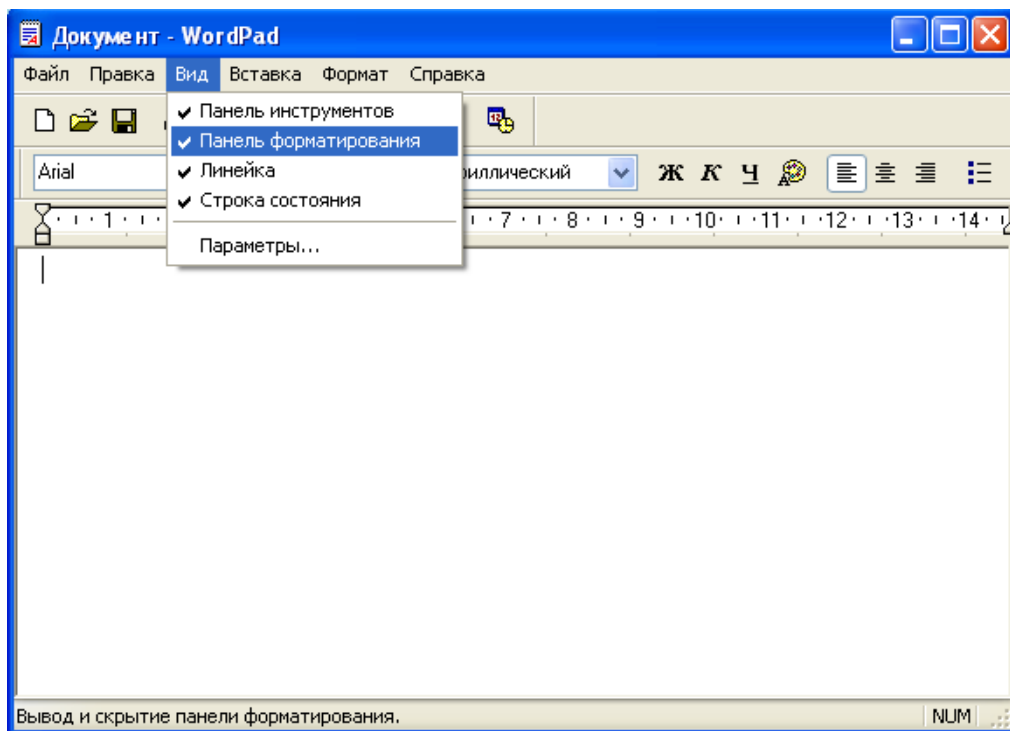 Документ - WordPad
Файл Правка Вид Вставка Формат Справка
Панель инструментов
Панель форматирования
Arial
иллический
Ж К Ч
Линейка
Строка состояния
1 7 8 9 10 11 12 13 14
Параметры...
Вывод и скрытие панели форматирования.
NUM